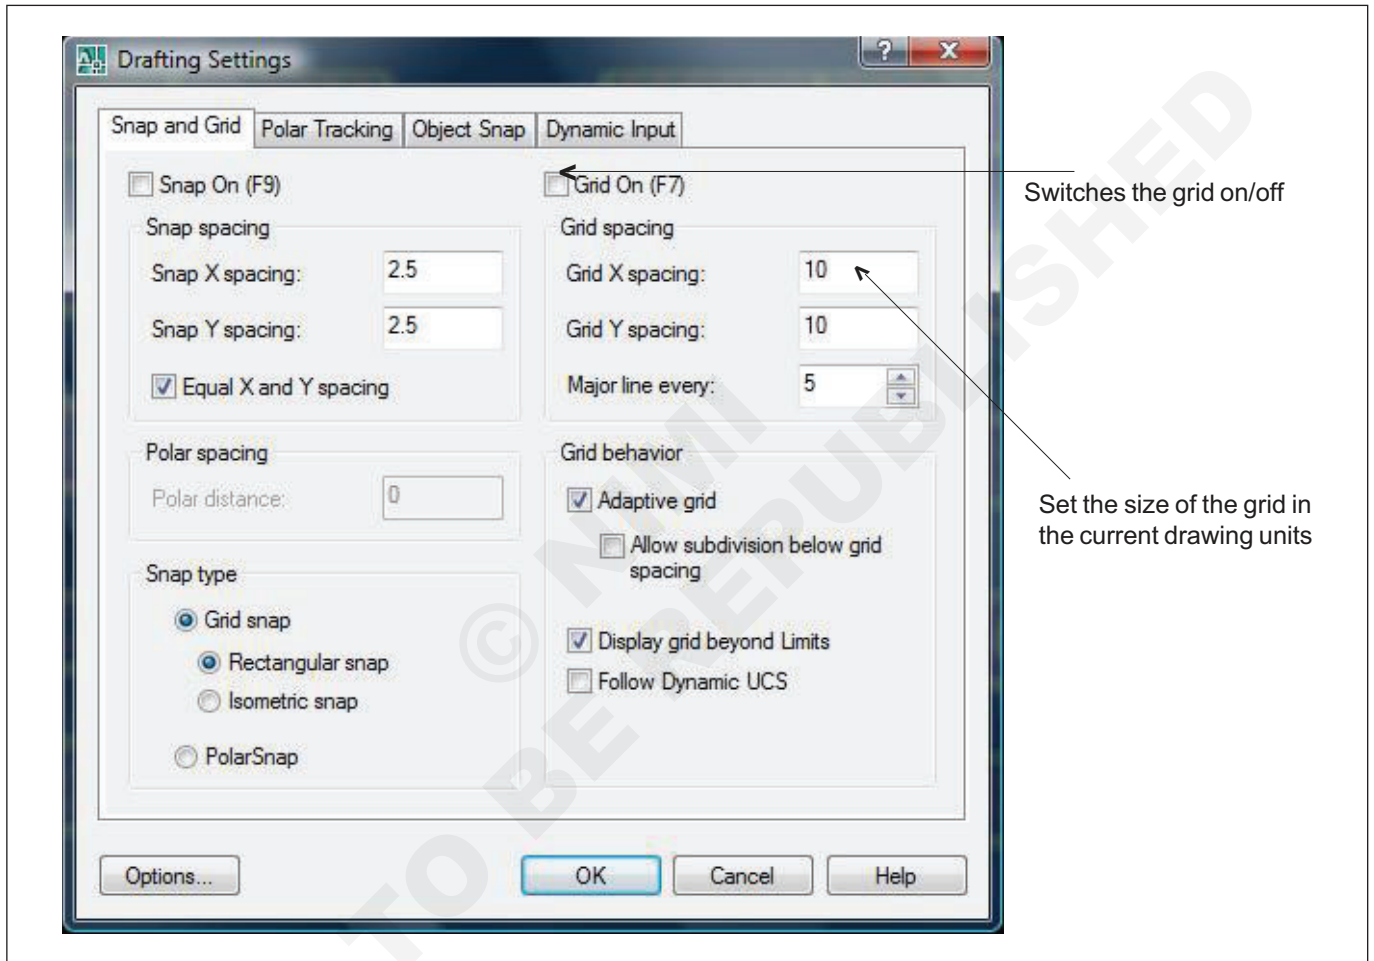 Drafting Settings
?
X
Snap and Grid
Polar Tracking
Object Snap
Dynamic Input
Snap On (F9)
Snap spacing
Snap X spacing:
2.5
Snap Y spacing:
2.5
Equal X and Y spacing
Polar spacing
Polar distance:
0
Snap type
Grid snap
Rectangular snap
Isometric snap
PolarSnap
Grid On (F7)
Grid spacing
Grid X spacing:
10
Grid Y spacing:
10
Major line every:
5
Grid behavior
Adaptive grid
Allow subdivision below grid
spacing
Display grid beyond Limits
Follow Dynamic UCS
Options...
OK
Cancel
Help
Switches the grid on/off
Set the size of the grid in
the current drawing units
© NIMI
TO BE REPUBLISHED